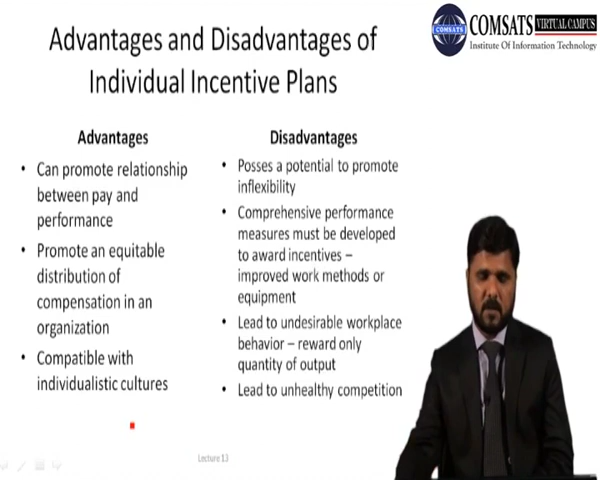 Advantages and Disadvantages of
Individual Incentive Plans
COMSATS
COMSATS
VIRTUAL CAMPUS
Institute Of Information Technology
Advantages
• Can promote relationship
between pay and
performance
• Promote an equitable
distribution of
compensation in an
organization
• Compatible with
individualistic cultures
Disadvantages
• Posses a potential to promote
inflexibility
• Comprehensive performance
measures must be developed
to award incentives –
improved work methods or
equipment
• Lead to undesirable workplace
behavior – reward only
quantity of output
• Lead to unhealthy competition
Lecture 13